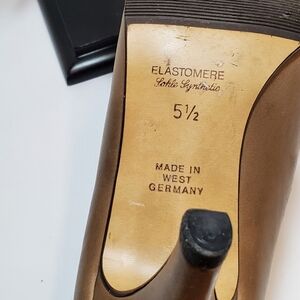 ELASTOMERE
Sohle Synthetic
5½
MADE IN
WEST
GERMANY